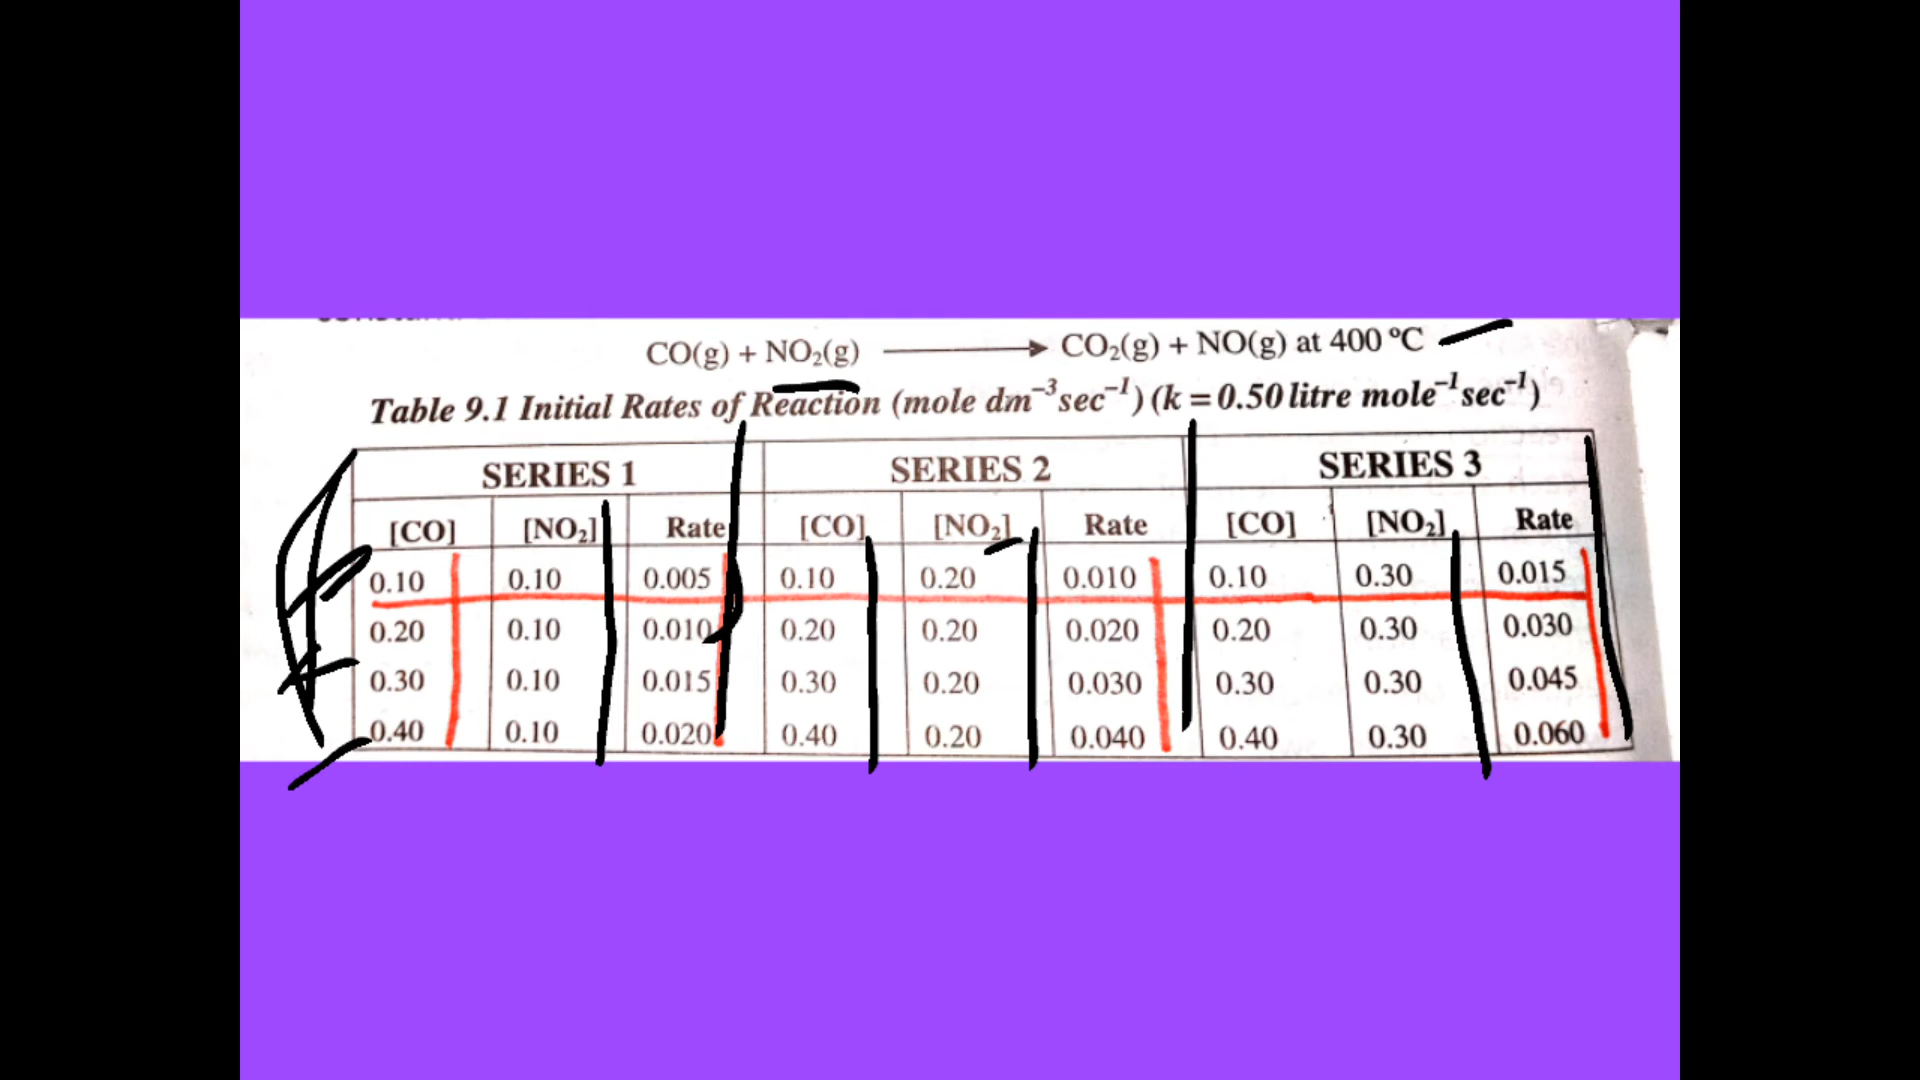 CO(g) + NO₂(g) ⟶ CO₂(g) + NO(g) at 400 ºC
Table 9.1 Initial Rates of Reaction (mole dm⁻³ sec⁻¹) (k = 0.50 litre mole⁻¹ sec⁻¹)
SERIES 1 SERIES 2 SERIES 3
[CO] [NO₂] Rate [CO] [NO₂] Rate [CO] [NO₂] Rate
0.10 0.10 0.005 0.10 0.20 0.010 0.10 0.30 0.015
0.20 0.10 0.010 0.20 0.20 0.020 0.20 0.30 0.030
0.30 0.10 0.015 0.30 0.20 0.030 0.30 0.30 0.045
0.40 0.10 0.020 0.40 0.20 0.040 0.40 0.30 0.060